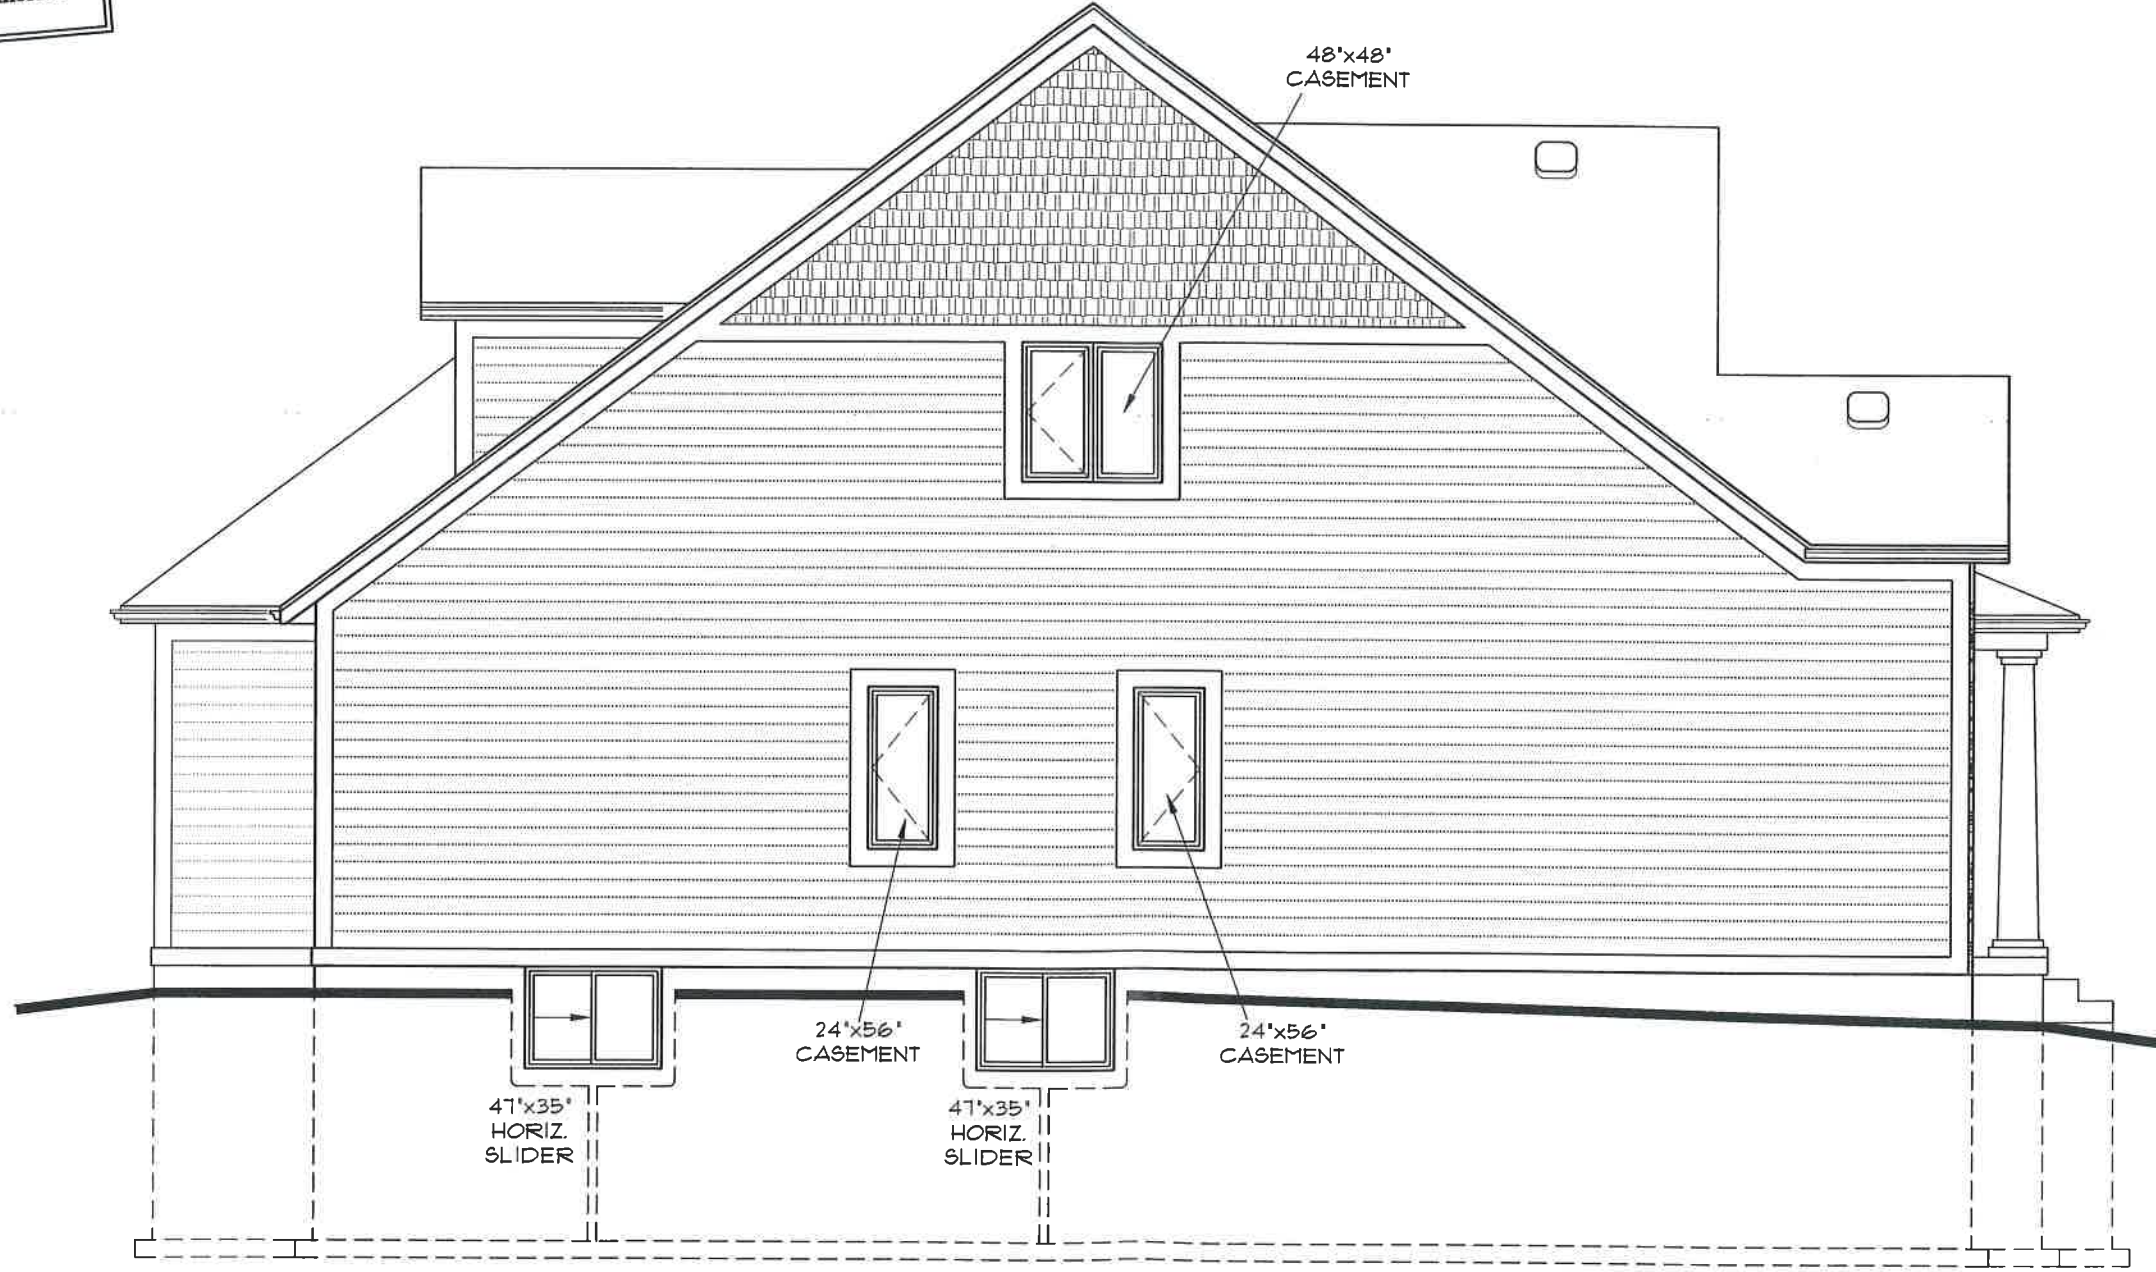 48"x48"
CASEMENT
24"x56"
CASEMENT
24"x56"
CASEMENT
47"x35"
HORIZ.
SLIDER
47"x35"
HORIZ.
SLIDER